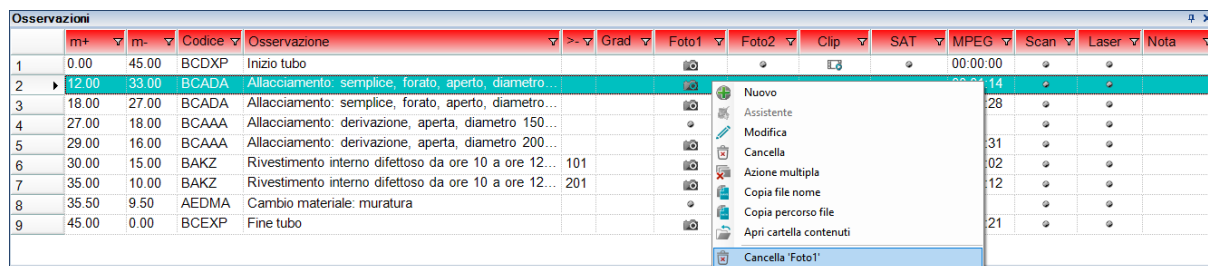 Osservazioni
m+ m- Codice Osservazione >- Grad Foto1 Foto2 Clip SAT MPEG Scan Laser Nota
1 0.00 45.00 BCDXP Inizio tubo 00:00:00
2 12.00 33.00 BCADA Allacciamento: semplice, forato, aperto, diametro... :14
3 18.00 27.00 BCADA Allacciamento: semplice, forato, aperto, diametro... :28
4 27.00 18.00 BCAAA Allacciamento: derivazione, aperta, diametro 150...
5 29.00 16.00 BCAAA Allacciamento: derivazione, aperta, diametro 200... :31
6 30.00 15.00 BAKZ Rivestimento interno difettoso da ore 10 a ore 12... 101 :02
7 35.00 10.00 BAKZ Rivestimento interno difettoso da ore 10 a ore 12... 201 :12
8 35.50 9.50 AEDMA Cambio materiale: muratura
9 45.00 0.00 BCEXP Fine tubo :21
Nuovo
Assistente
Modifica
Cancella
Azione multipla
Copia file nome
Copia percorso file
Apri cartella contenuti
Cancella 'Foto1'